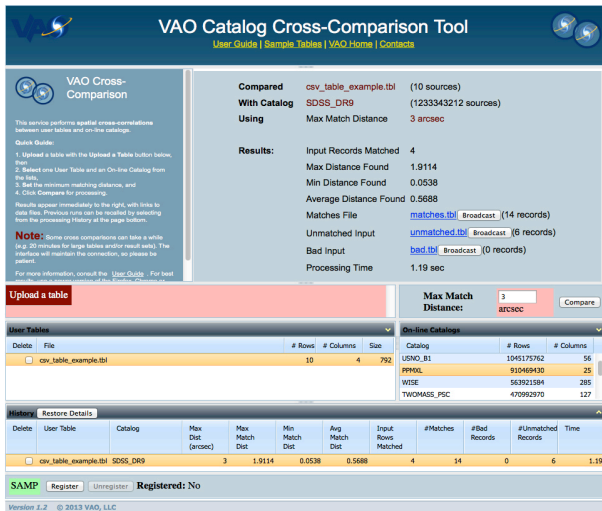 VAO
VAO Catalog Cross-Comparison Tool
User Guide | Sample Tables | VAO Home | Contacts
VAO Cross-
Comparison
This service performs spatial cross-correlations
between user tables and on-line catalogs.
Quick Guide:
1. Upload a table with the Upload a Table button below,
then
2. Select one User Table and an On-line Catalog from
the lists,
3. Set the minimum matching distance, and
4. Click Compare for processing.
Results appear immediately to the right, with links to
data files. Previous runs can be recalled by selecting
from the processing History at the page bottom.
Note: Some cross comparisons can take a while
(e.g. 20 minutes for large tables and/or result sets). The
interface will maintain the connection, so please be
patient.
For more information, consult the User Guide . For best
Compared csv_table_example.tbl (10 sources)
With Catalog SDSS_DR9 (1233343212 sources)
Using Max Match Distance 3 arcsec
Results: Input Records Matched 4
Max Distance Found 1.9114
Min Distance Found 0.0538
Average Distance Found 0.5688
Matches File matches.tbl Broadcast (14 records)
Unmatched Input unmatched.tbl Broadcast (6 records)
Bad Input bad.tbl Broadcast (0 records)
Processing Time 1.19 sec
Upload a table
Max Match
Distance: 3 arcsec Compare
User Tables
Delete File # Rows # Columns Size
csv_table_example.tbl 10 4 792
On-line Catalogs
Catalog # Rows # Columns
USNO_B1 1045175762 56
PPMXL 910469430 25
WISE 563921584 285
TWOMASS_PSC 470992970 127
History Restore Details
Delete User Table Catalog Max Dist (arcsec) Max Match Dist Min Match Dist Avg Match Dist Input Rows Matched #Matches #Bad Records #Unmatched Records Time
csv_table_example.tbl SDSS_DR9 3 1.9114 0.0538 0.5688 4 14 0 6 1.19
SAMP Register Unregister Registered: No
Version 1.2 © 2013 VAO, LLC